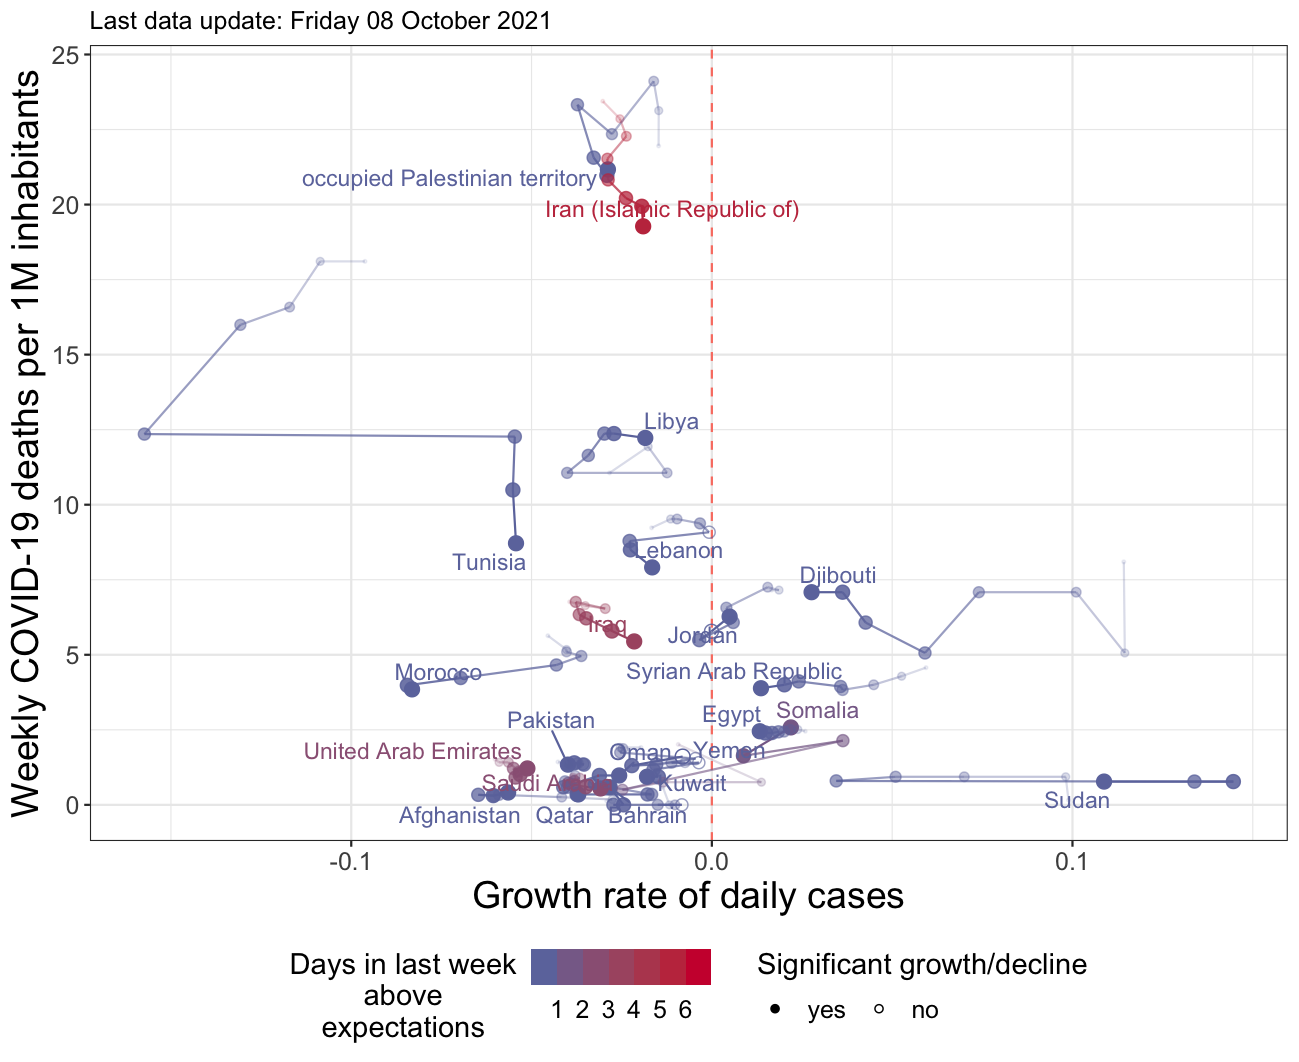 Last data update: Friday 08 October 2021
Weekly COVID-19 deaths per 1M inhabitants
25
20
15
10
5
0
occupied Palestinian territory
Iran (Islamic Republic of)
Libya
Tunisia
Lebanon
Djibouti
Iraq
Jordan
Morocco
Syrian Arab Republic
Pakistan
Egypt
Somalia
United Arab Emirates
Oman
Yemen
Saudi Arabia
Kuwait
Sudan
Afghanistan
Qatar
Bahrain
-0.1
0.0
0.1
Growth rate of daily cases
Days in last week
above
expectations
1 2 3 4 5 6
Significant growth/decline
yes
no